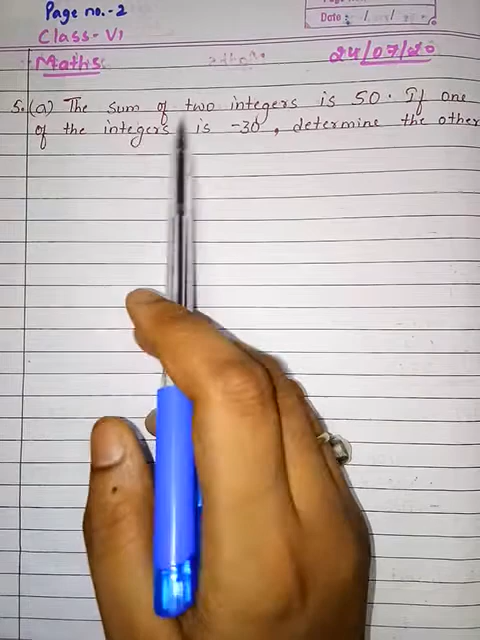 Page no.-2
Class- VI
Date : / /
Maths
24/07/20
5.(a) The sum of two integers is 50. If one
of the integers is -30, determine the other